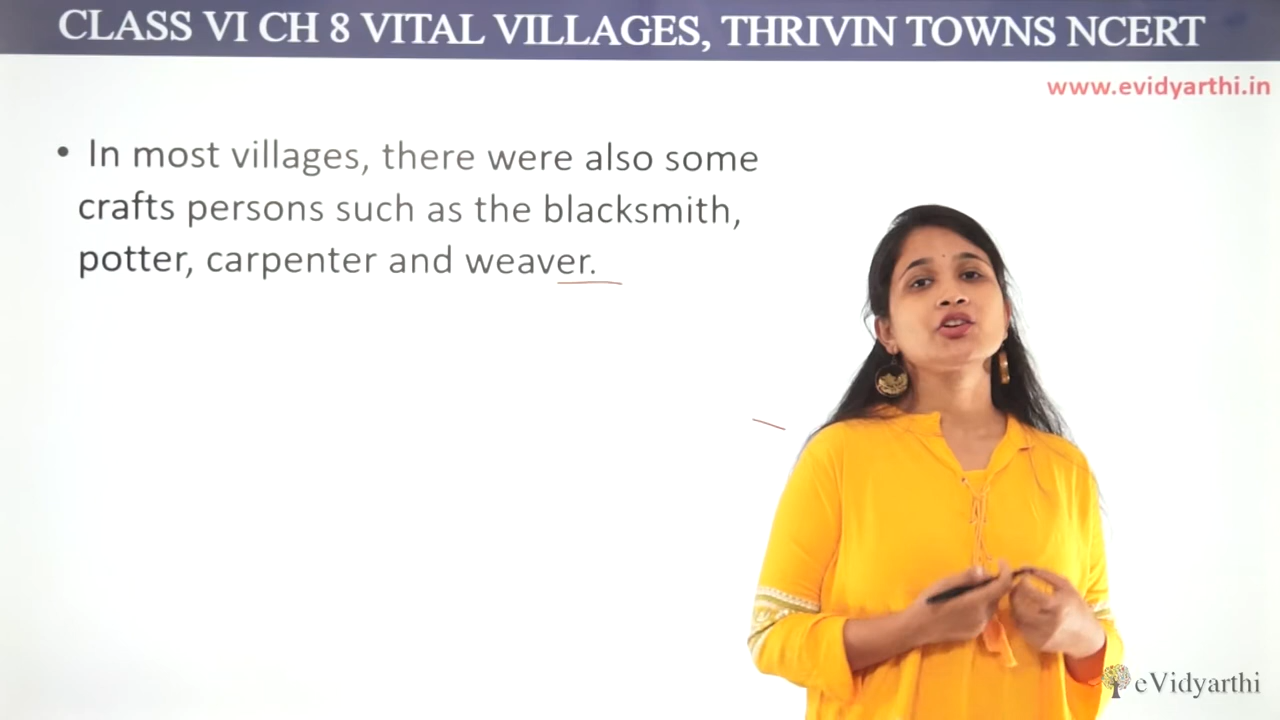 CLASS VI CH 8 VITAL VILLAGES, THRIVIN TOWNS NCERT
www.evidyarthi.in
• In most villages, there were also some
crafts persons such as the blacksmith,
potter, carpenter and weaver.
eVidyarthi